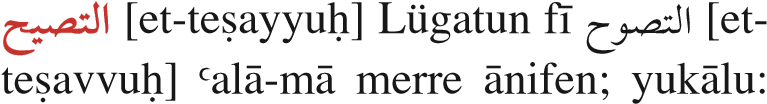 التصيح [et-teṣayyuḥ] Lügatun fī التصوح [et-
teṣavvuḥ] ʿalā-mā merre ānifen; yukālu: